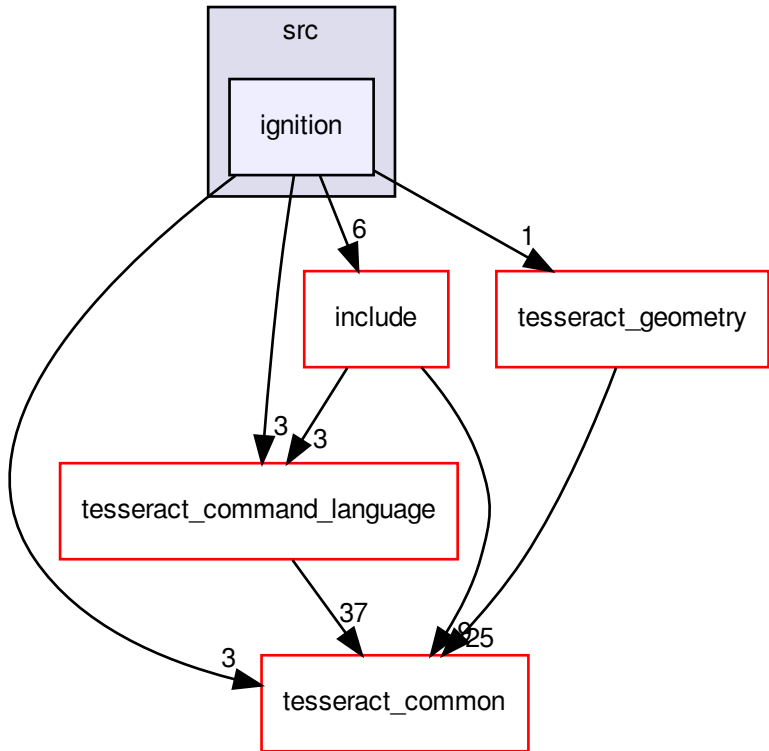 src
ignition
6
1
include
tesseract_geometry
3
3
tesseract_command_language
37
25
3
tesseract_common